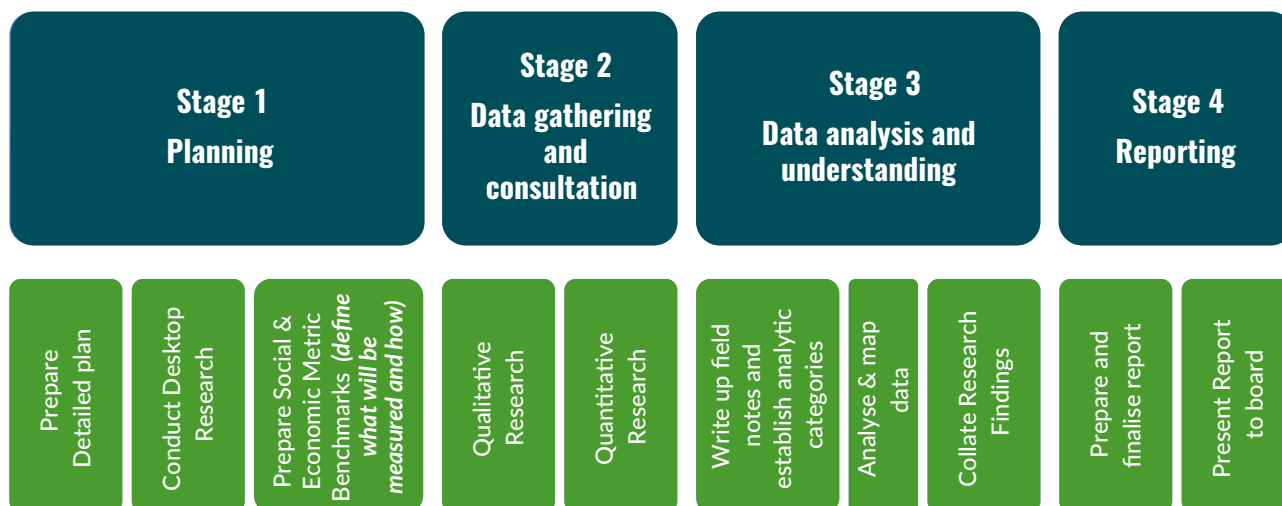 Stage 1
Planning
Stage 2
Data gathering
and
consultation
Stage 3
Data analysis and
understanding
Stage 4
Reporting
Prepare
Detailed plan
Conduct Desktop
Research
Prepare Social &
Economic Metric
Benchmarks (define
what will be
measured and how)
Qualitative
Research
Quantitative
Research
Write up field
notes and
establish analytic
categories
Analyse & map
data
Collate Research
Findings
Prepare and
finalise report
Present Report
to board